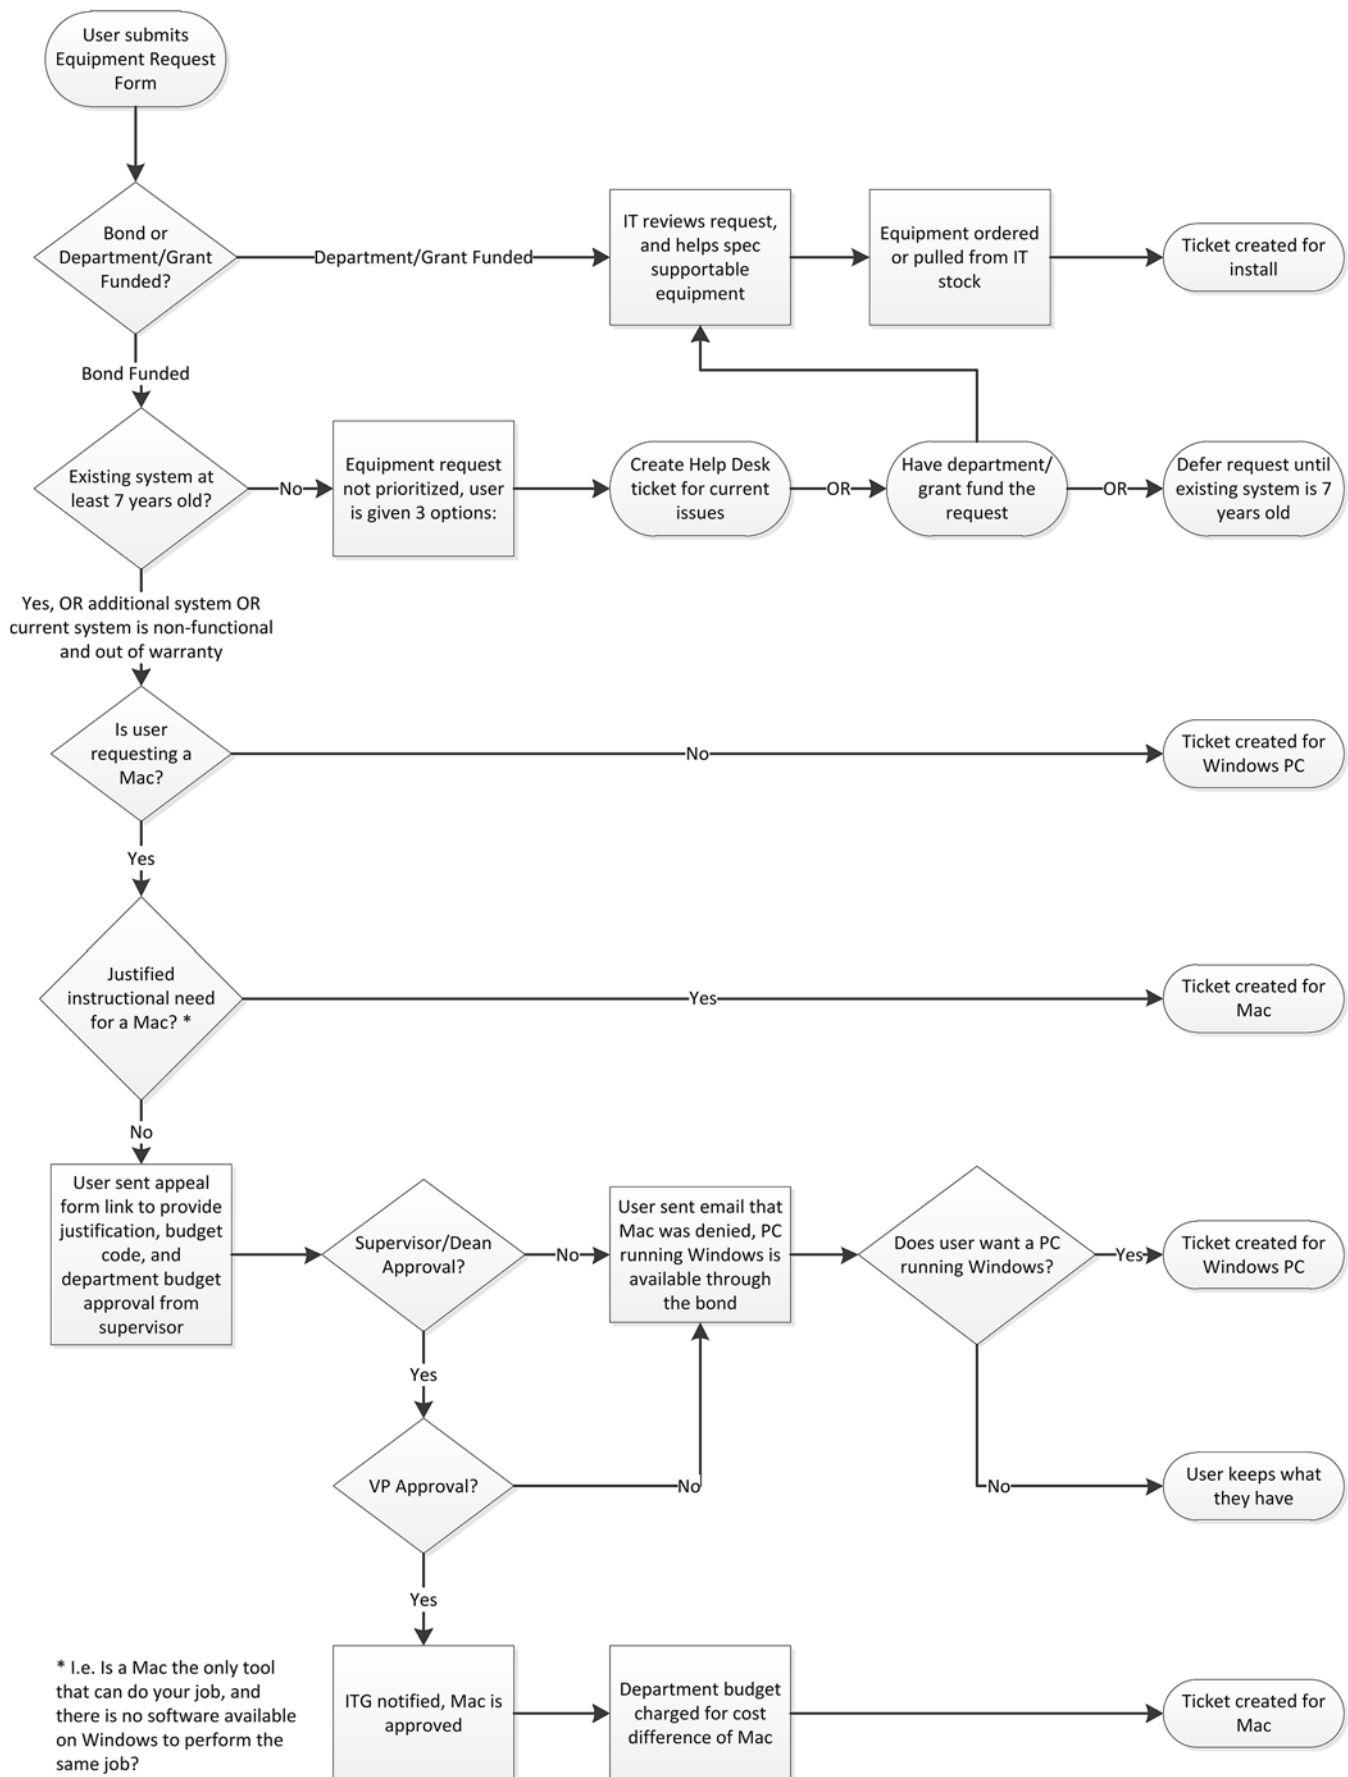 User submits
Equipment Request
Form
Bond or
Department/Grant
Funded?
Department/Grant Funded
IT reviews request,
and helps spec
supportable
equipment
Equipment ordered
or pulled from IT
stock
Ticket created for
install
Bond Funded
Existing system at
least 7 years old?
No
Equipment request
not prioritized, user
is given 3 options:
Create Help Desk
ticket for current
issues
OR
Have department/
grant fund the
request
OR
Defer request until
existing system is 7
years old
Yes, OR additional system OR
current system is non-functional
and out of warranty
Is user
requesting a
Mac?
No
Ticket created for
Windows PC
Yes
Justified
instructional need
for a Mac? *
Yes
Ticket created for
Mac
No
User sent appeal
form link to provide
justification, budget
code, and
department budget
approval from
supervisor
Supervisor/Dean
Approval?
No
User sent email that
Mac was denied, PC
running Windows is
available through
the bond
Does user want a PC
running Windows?
Yes
Ticket created for
Windows PC
Yes
VP Approval?
No
No
User keeps what
they have
Yes
* I.e. Is a Mac the only tool
that can do your job, and
there is no software available
on Windows to perform the
same job?
ITG notified, Mac is
approved
Department budget
charged for cost
difference of Mac
Ticket created for
Mac